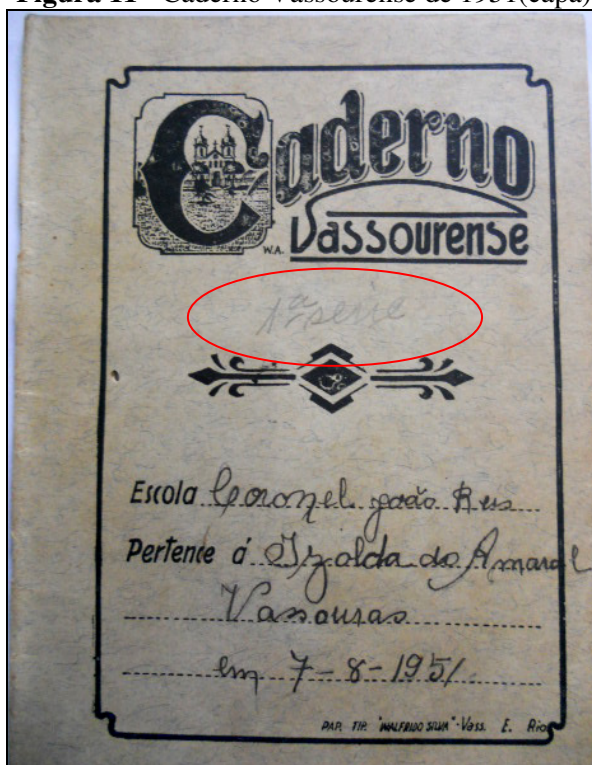 Figura 11 - Caderno Vassourense de 1951(capa)
Caderno
Vassourense
W.A.
1ª serie
Escola Coronel João Reis
Pertence á Izolda do Amaral
Vassouras
em 7-8-1951
PAP. TIP. "WALFRIDO SILVA" - Vass. E. Rio